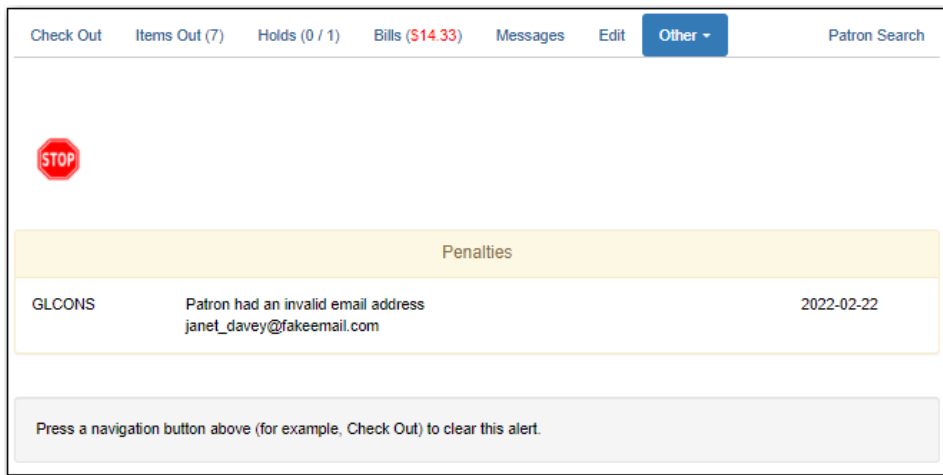 Check Out Items Out (7) Holds (0 / 1) Bills ($14.33) Messages Edit Other Patron Search
STOP
Penalties
GLCONS Patron had an invalid email address 2022-02-22
janet_davey@fakeemail.com
Press a navigation button above (for example, Check Out) to clear this alert.